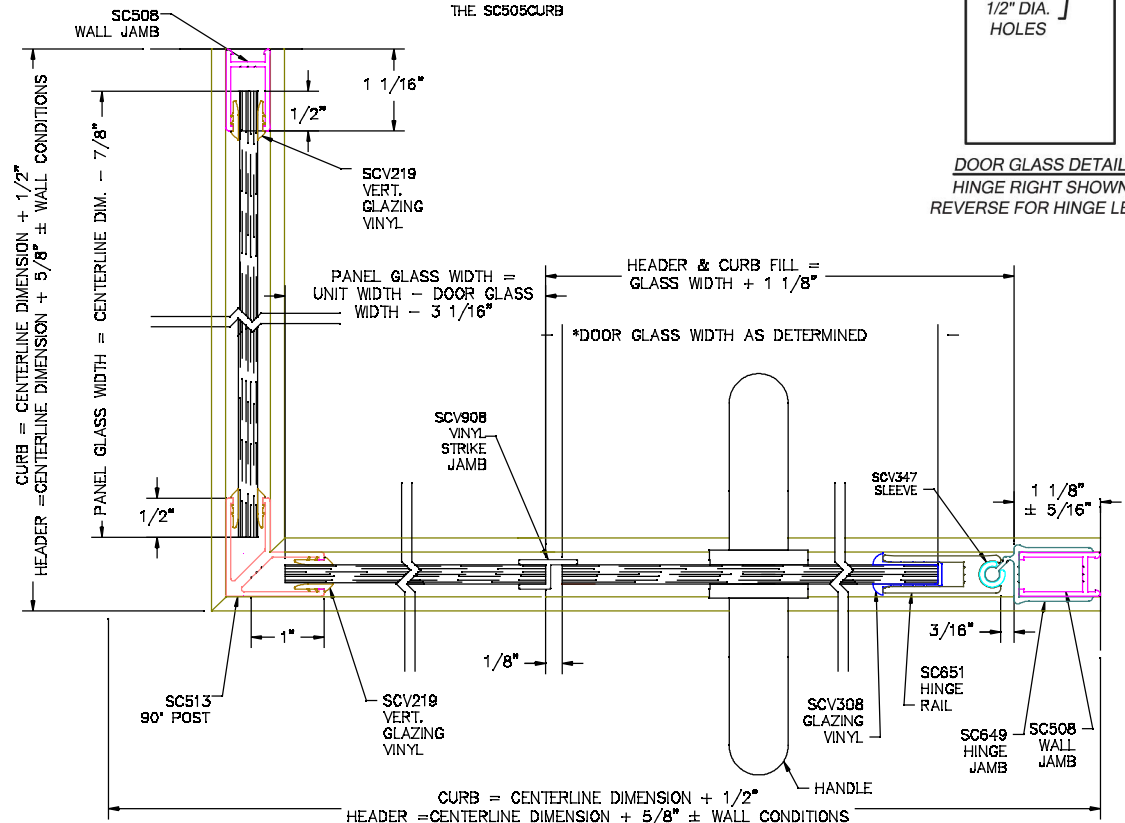 THE SC505CURB
SC508
WALL JAMB
1/2" DIA.
HOLES
DOOR GLASS DETAIL
HINGE RIGHT SHOWN
REVERSE FOR HINGE
1 1/16"
1/2"
SCV219
VERT.
GLAZING
VINYL
CURB = CENTERLINE DIMENSION + 1/2"
HEADER =CENTERLINE DIMENSION + 5/8" ± WALL CONDITIONS
PANEL GLASS WIDTH = CENTERLINE DIM. - 7/8"
PANEL GLASS WIDTH =
UNIT WIDTH - DOOR GLASS
WIDTH - 3 1/16"
HEADER & CURB FILL =
GLASS WIDTH + 1 1/8"
*DOOR GLASS WIDTH AS DETERMINED
SCV908
VINYL
STRIKE
JAMB
SCV347
SLEEVE
1 1/8"
± 5/16"
1/2"
1"
1/8"
3/16"
SC513
90° POST
SCV219
VERT.
GLAZING
VINYL
SCV308
GLAZING
VINYL
SC651
HINGE
RAIL
SC649
HINGE
JAMB
SC508
WALL
JAMB
HANDLE
CURB = CENTERLINE DIMENSION + 1/2"
HEADER =CENTERLINE DIMENSION + 5/8" ± WALL CONDITIONS